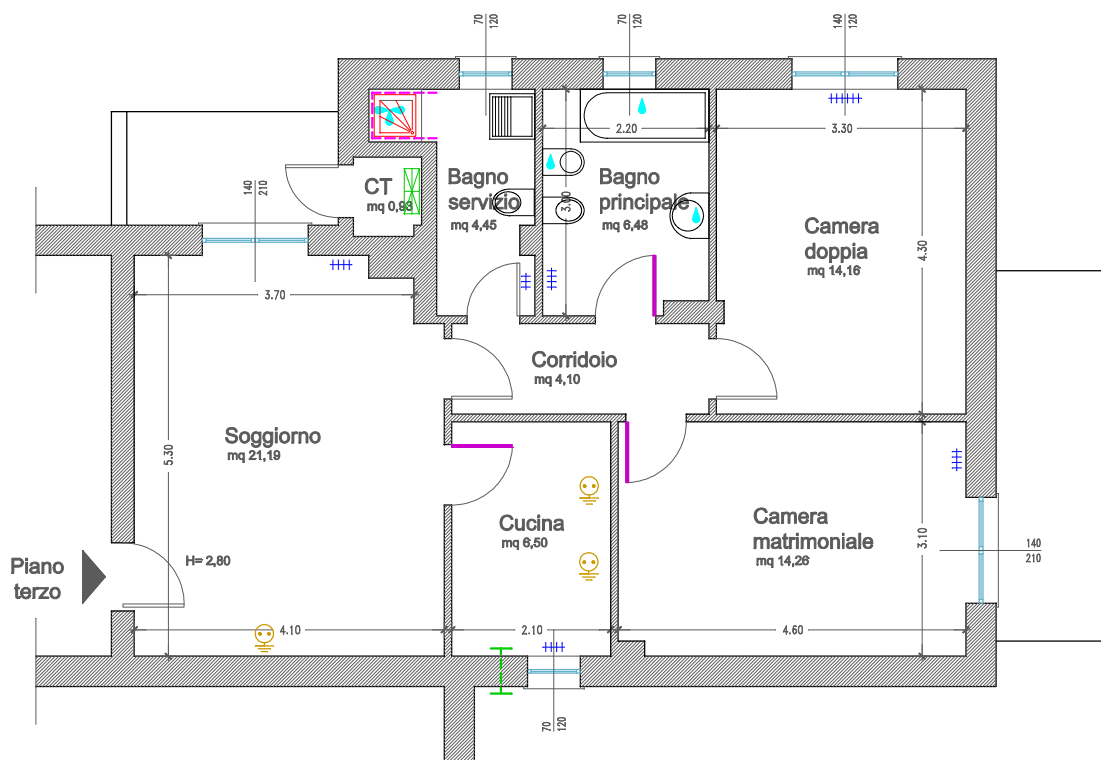 70
120
70
120
140
120
2.20
3.30
CT
mq 0,93
Bagno
servizio
mq 4,45
3.00
Bagno
principale
mq 6,48
Camera
doppia
mq 14,16
4.30
140
210
3.70
Corridoio
mq 4,10
Soggiorno
mq 21,19
5.30
Cucina
mq 6,50
Camera
matrimoniale
mq 14,26
3.10
140
210
H= 2,80
Piano
terzo
4.10
2.10
4.60
70
120